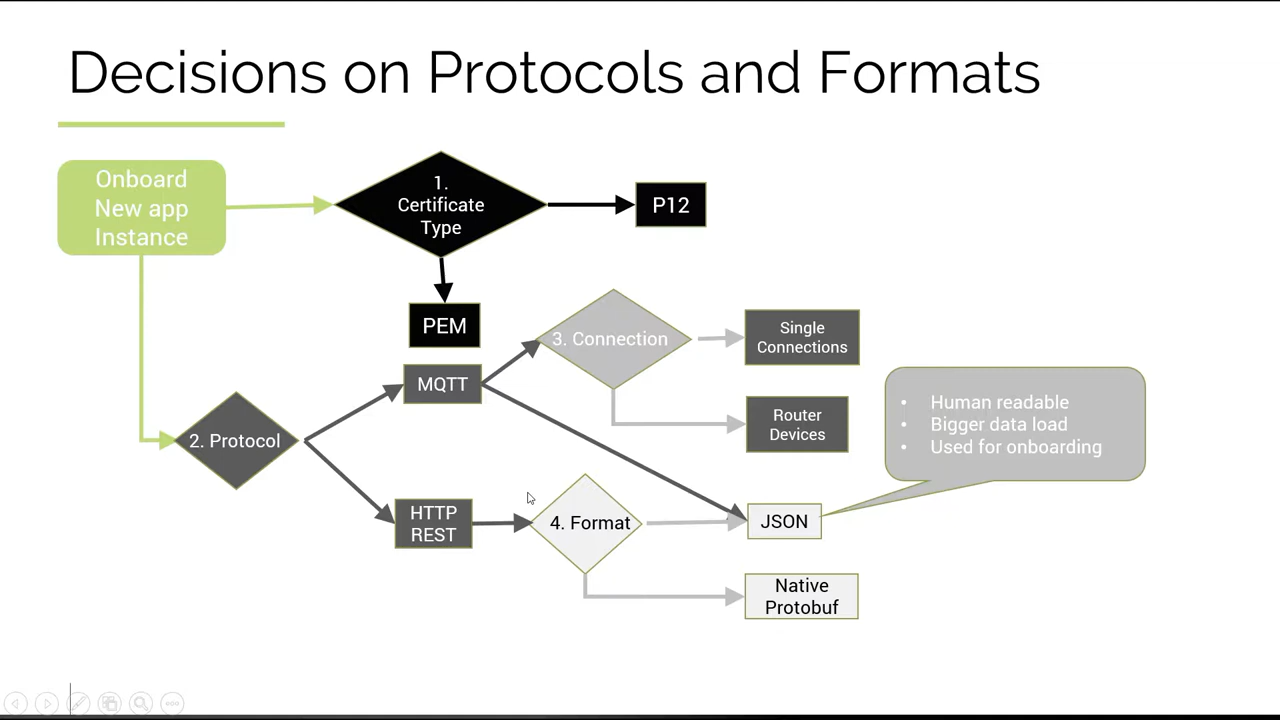 Decisions on Protocols and Formats
Onboard
New app
Instance
1.
Certificate
Type
P12
PEM
3. Connection
Single
Connections
MQTT
Router
Devices
• Human readable
• Bigger data load
• Used for onboarding
2. Protocol
HTTP
REST
4. Format
JSON
Native
Protobuf